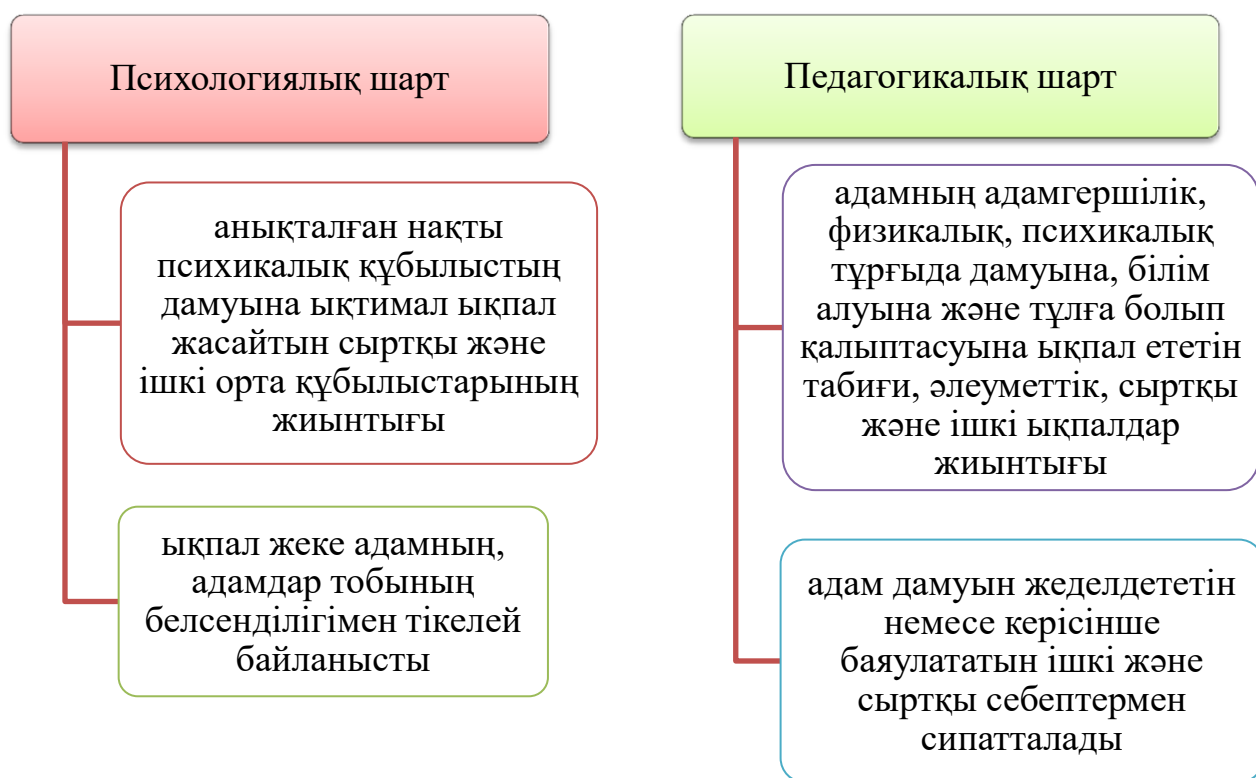 Психологиялық шарт
анықталған нақты
психикалық құбылыстың
дамуына ықтимал ықпал
жасайтын сыртқы және
ішкі орта құбылыстарының
жиынтығы
ықпал жеке адамның,
адамдар тобының
белсенділігімен тікелей
байланысты
Педагогикалық шарт
адамның адамгершілік,
физикалық, психикалық
тұрғыда дамуына, білім
алуына және тұлға болып
қалыптасуына ықпал ететін
табиғи, әлеуметтік, сыртқы
және ішкі ықпалдар
жиынтығы
адам дамуын жеделдететін
немесе керісінше
баяулататын ішкі және
сыртқы себептермен
сипатталады